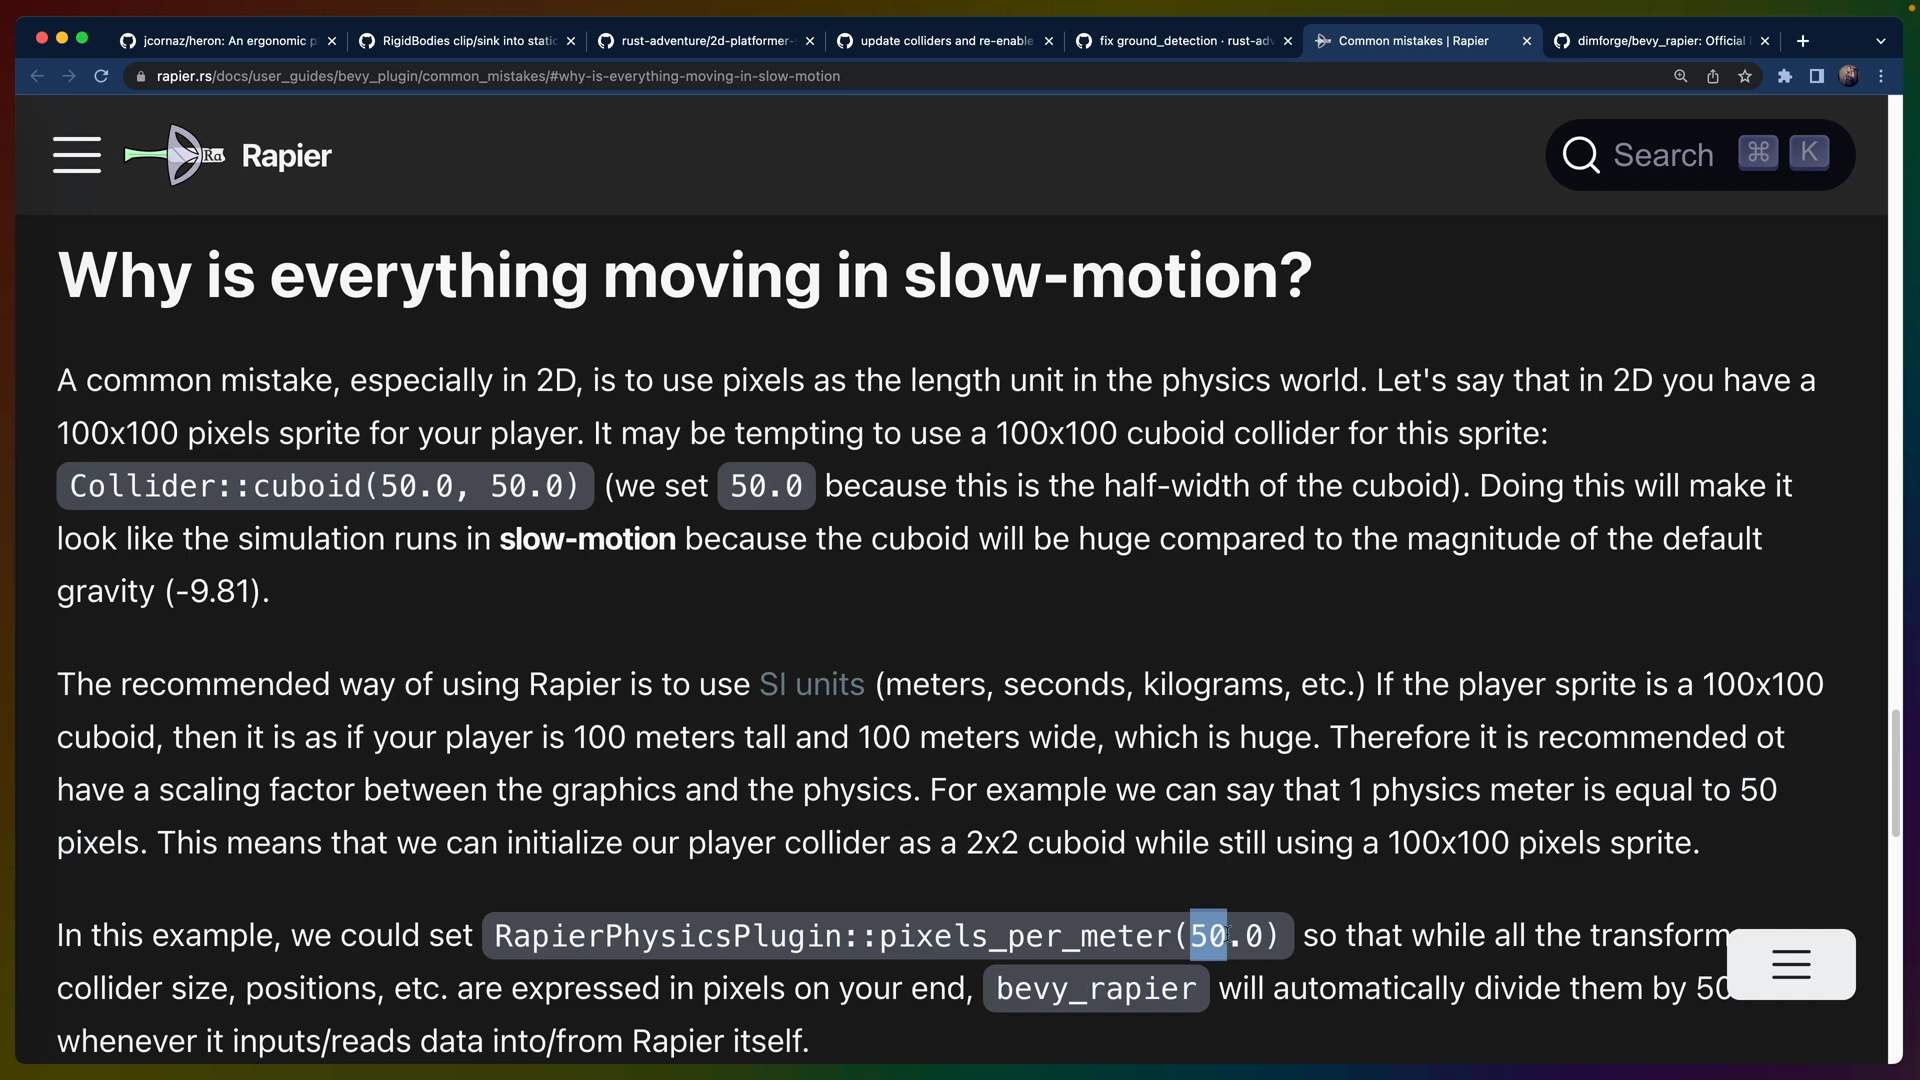 jcornaz/heron: An ergonomic p
RigidBodies clip/sink into static
rust-adventure/2d-platformer-
update colliders and re-enable
fix ground_detection · rust-adv
Common mistakes | Rapier
dimforge/bevy_rapier: Official
rapier.rs/docs/user_guides/bevy_plugin/common_mistakes/#why-is-everything-moving-in-slow-motion
Ra
Rapier
Search ⌘ K
Why is everything moving in slow-motion?
A common mistake, especially in 2D, is to use pixels as the length unit in the physics world. Let's say that in 2D you have a
100x100 pixels sprite for your player. It may be tempting to use a 100x100 cuboid collider for this sprite:
Collider::cuboid(50.0, 50.0) (we set 50.0 because this is the half-width of the cuboid). Doing this will make it
look like the simulation runs in slow-motion because the cuboid will be huge compared to the magnitude of the default
gravity (-9.81).
The recommended way of using Rapier is to use SI units (meters, seconds, kilograms, etc.) If the player sprite is a 100x100
cuboid, then it is as if your player is 100 meters tall and 100 meters wide, which is huge. Therefore it is recommended ot
have a scaling factor between the graphics and the physics. For example we can say that 1 physics meter is equal to 50
pixels. This means that we can initialize our player collider as a 2x2 cuboid while still using a 100x100 pixels sprite.
In this example, we could set RapierPhysicsPlugin::pixels_per_meter(50.0) so that while all the transform
collider size, positions, etc. are expressed in pixels on your end, bevy_rapier will automatically divide them by 50
whenever it inputs/reads data into/from Rapier itself.